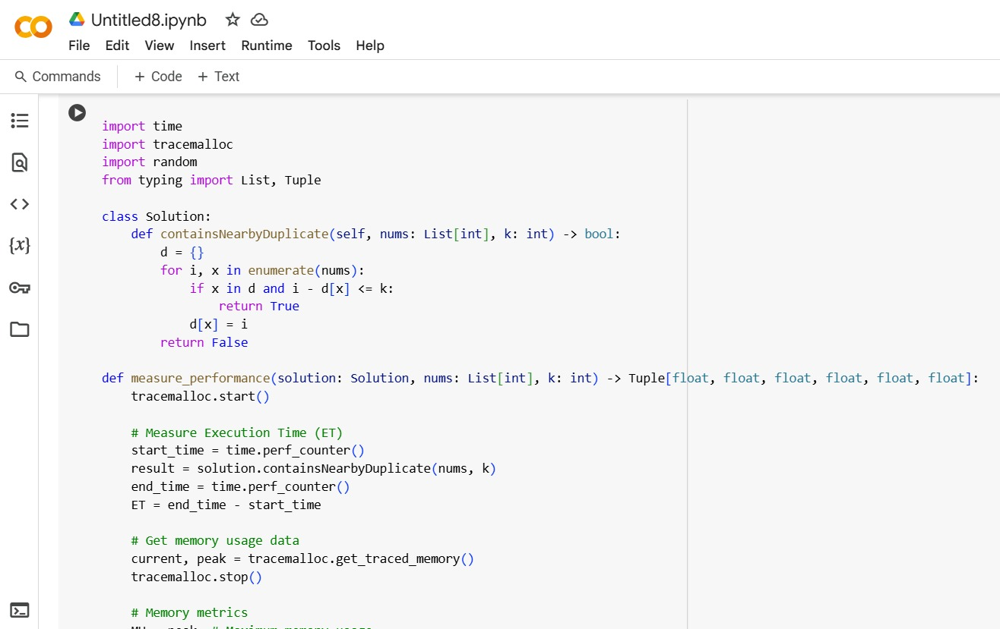 Untitled8.ipynb
File Edit View Insert Runtime Tools Help
Commands + Code + Text
import time
import tracemalloc
import random
from typing import List, Tuple
class Solution:
    def containsNearbyDuplicate(self, nums: List[int], k: int) -> bool:
        d = {}
        for i, x in enumerate(nums):
            if x in d and i - d[x] <= k:
                return True
            d[x] = i
        return False
def measure_performance(solution: Solution, nums: List[int], k: int) -> Tuple[float, float, float, float, float, float]:
    tracemalloc.start()
    # Measure Execution Time (ET)
    start_time = time.perf_counter()
    result = solution.containsNearbyDuplicate(nums, k)
    end_time = time.perf_counter()
    ET = end_time - start_time
    # Get memory usage data
    current, peak = tracemalloc.get_traced_memory()
    tracemalloc.stop()
    # Memory metrics
    peak # Maximum memory usage